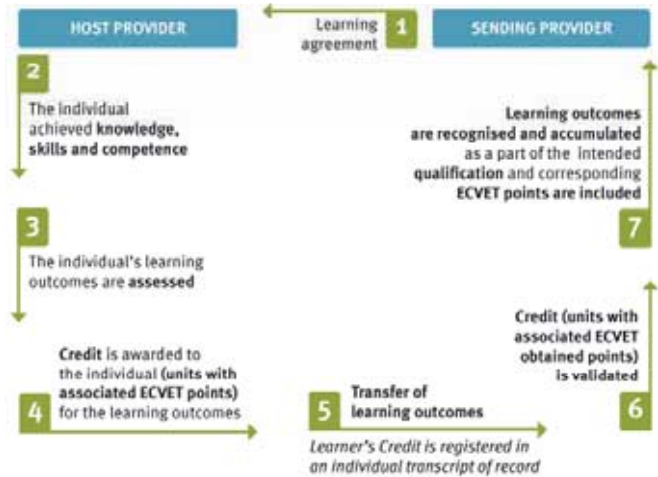 HOST PROVIDER
Learning
agreement
1
SENDING PROVIDER
2
The individual
achieved knowledge,
skills and competence
3
The individual's learning
outcomes are assessed
Credit is awarded to
the individual (units with
associated ECVET points)
for the learning outcomes
4
5
Transfer of
learning outcomes
Learner's Credit is registered in
an individual transcript of record
Credit (units with
associated ECVET
obtained points)
is validated
6
Learning outcomes
are recognised and accumulated
as a part of the intended
qualification and corresponding
ECVET points are included
7